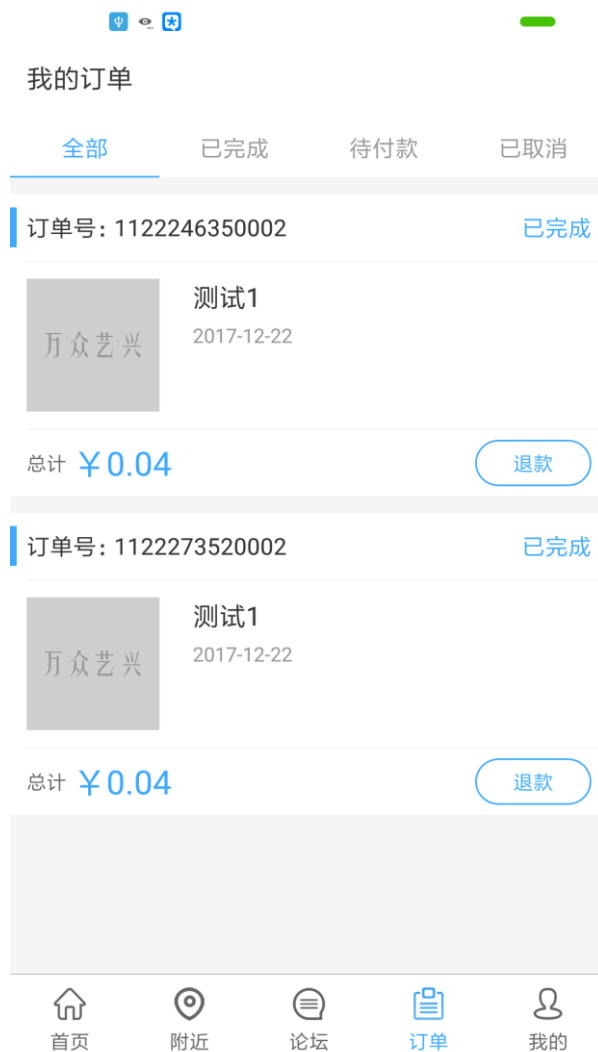 我的订单
全部 已完成 待付款 已取消
订单号: 1122246350002 已完成
万众艺兴
测试1
2017-12-22
总计 ￥0.04 退款
订单号: 1122273520002 已完成
万众艺兴
测试1
2017-12-22
总计 ￥0.04 退款
首页 附近 论坛 订单 我的